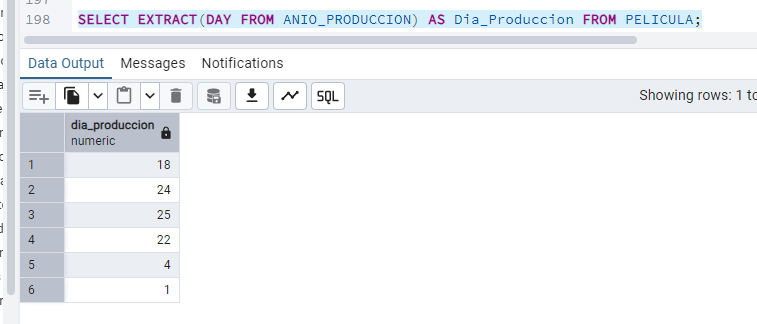 198 SELECT EXTRACT(DAY FROM ANIO_PRODUCCION) AS Dia_Produccion FROM PELICULA;
Data Output Messages Notifications
SQL Showing rows: 1 to
dia_produccion
numeric
1 18
2 24
3 25
4 22
5 4
6 1